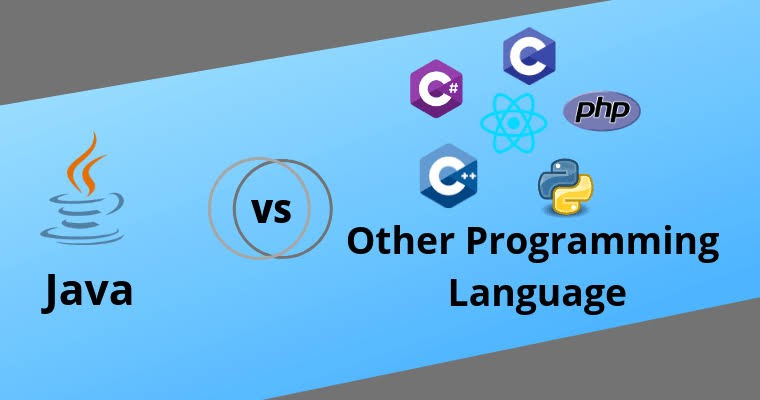 C#
C
php
C++
Java
vs
Other Programming
Language